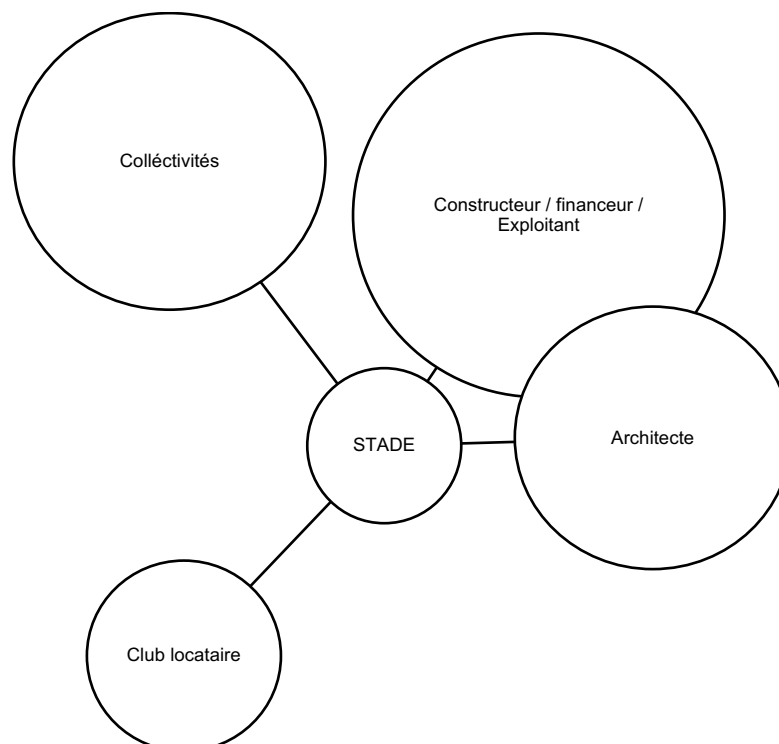 Colléctivités
Constructeur / financeur /
Exploitant
Architecte
STADE
Club locataire